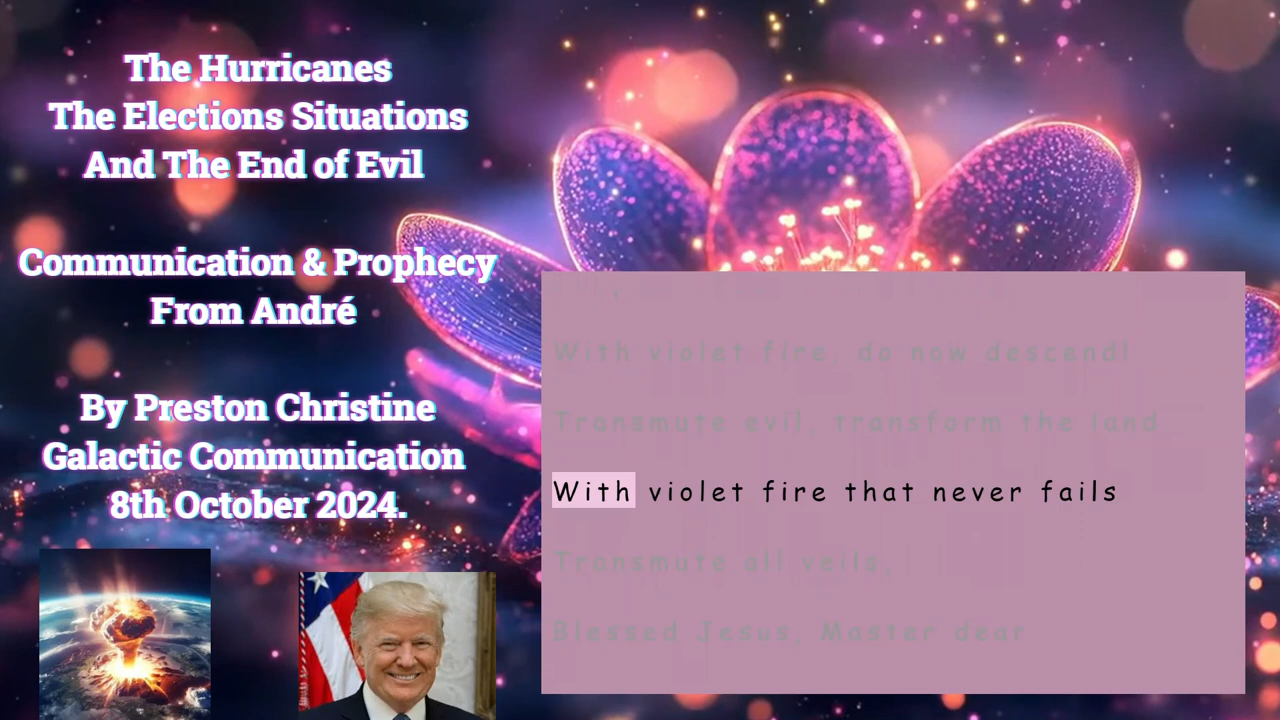 The Hurricanes
The Elections Situations
And The End of Evil
Communication & Prophecy
From André
By Preston Christine
Galactic Communication
8th October 2024.
With violet fire, do now descend!
Transmute evil, transform the land
With violet fire that never fails
Transmute all veils,
Blessed Jesus, Master dear